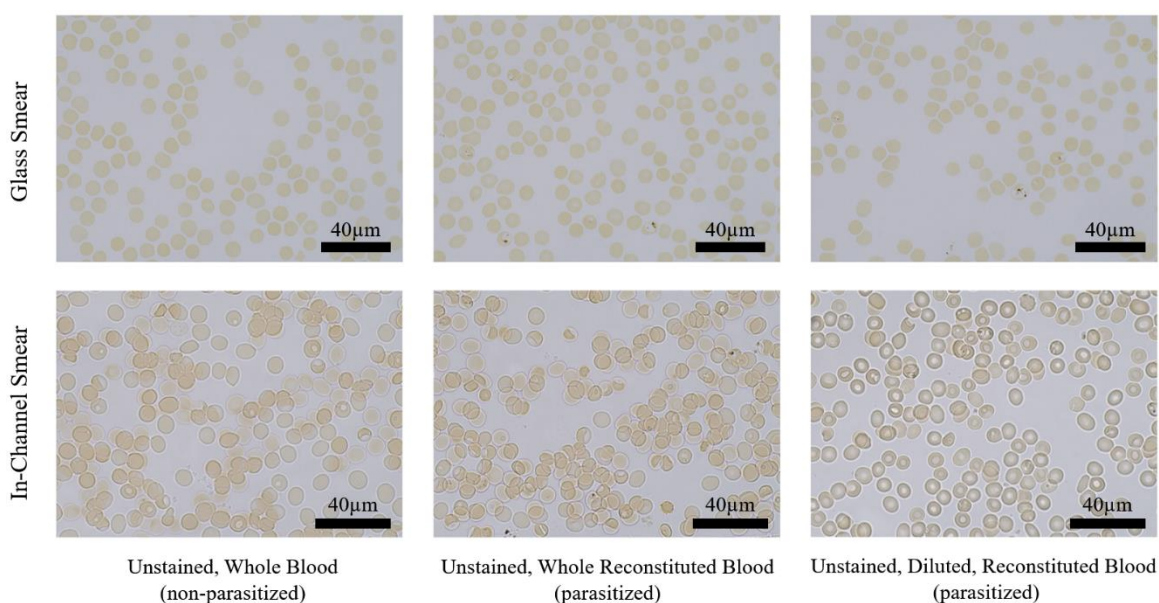 Glass Smear
40µm
40µm
40µm
In-Channel Smear
40µm
40µm
40µm
Unstained, Whole Blood
(non-parasitized)
Unstained, Whole Reconstituted Blood
(parasitized)
Unstained, Diluted, Reconstituted Blood
(parasitized)